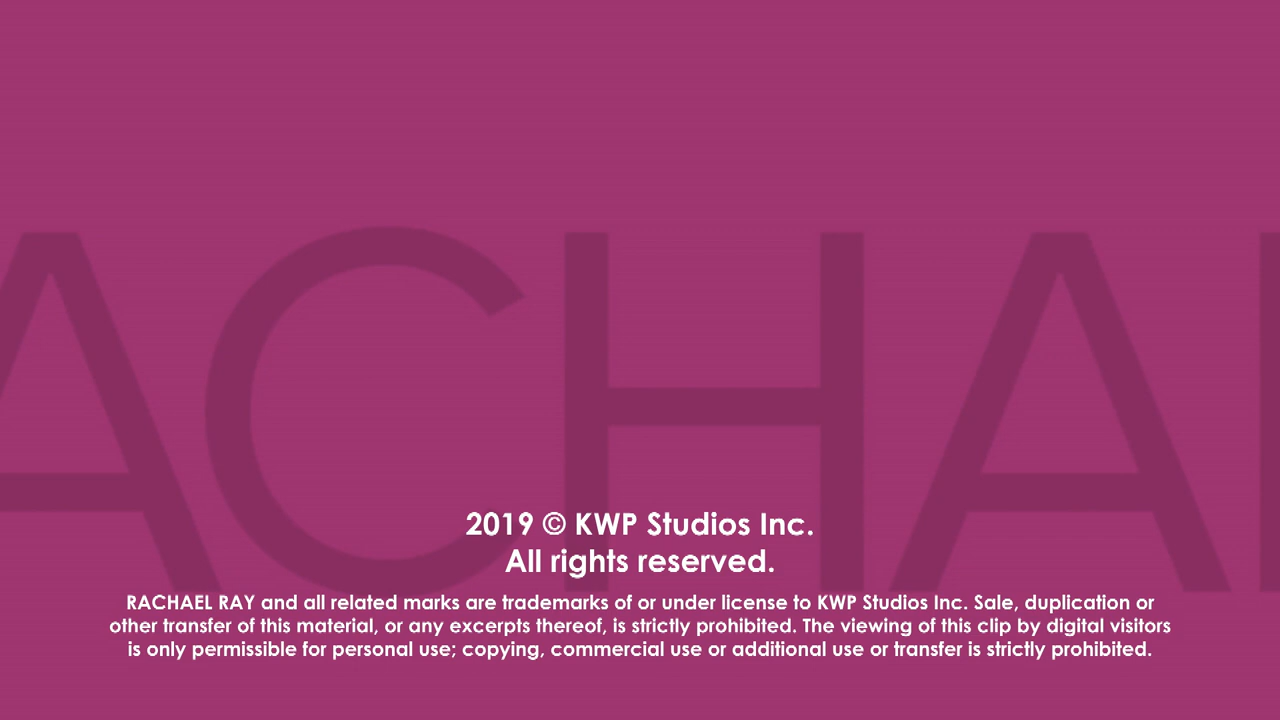 ACHAE
2019 © KWP Studios Inc.
All rights reserved.
RACHAEL RAY and all related marks are trademarks of or under license to KWP Studios Inc. Sale, duplication or
other transfer of this material, or any excerpts thereof, is strictly prohibited. The viewing of this clip by digital visitors
is only permissible for personal use; copying, commercial use or additional use or transfer is strictly prohibited.